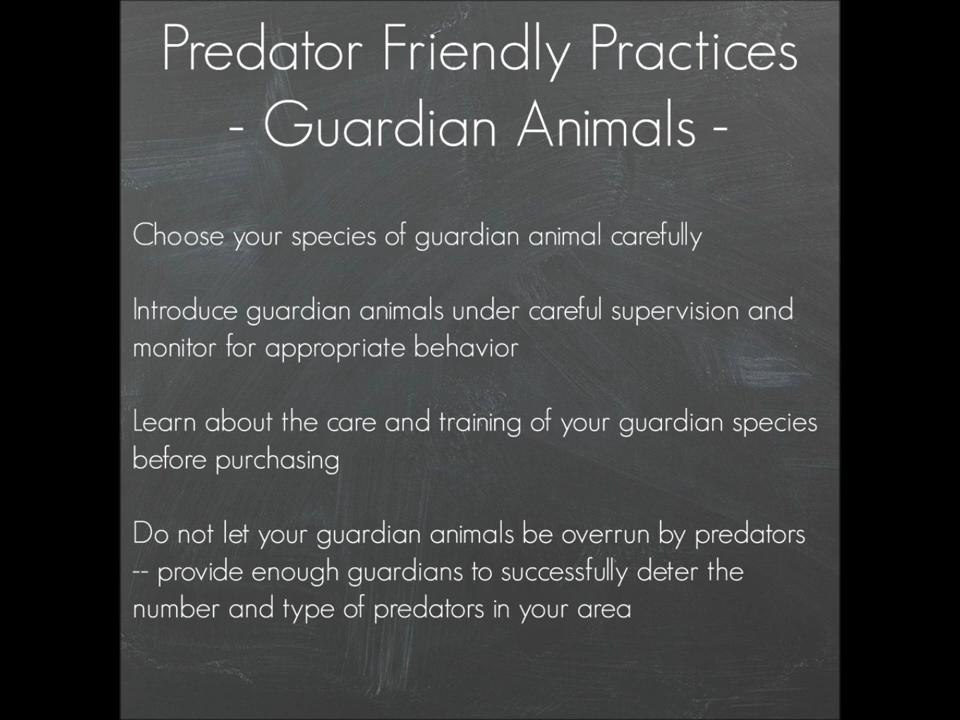 Predator Friendly Practices
- Guardian Animals -
Choose your species of guardian animal carefully
Introduce guardian animals under careful supervision and
monitor for appropriate behavior
Learn about the care and training of your guardian species
before purchasing
Do not let your guardian animals be overrun by predators
-- provide enough guardians to successfully deter the
number and type of predators in your area